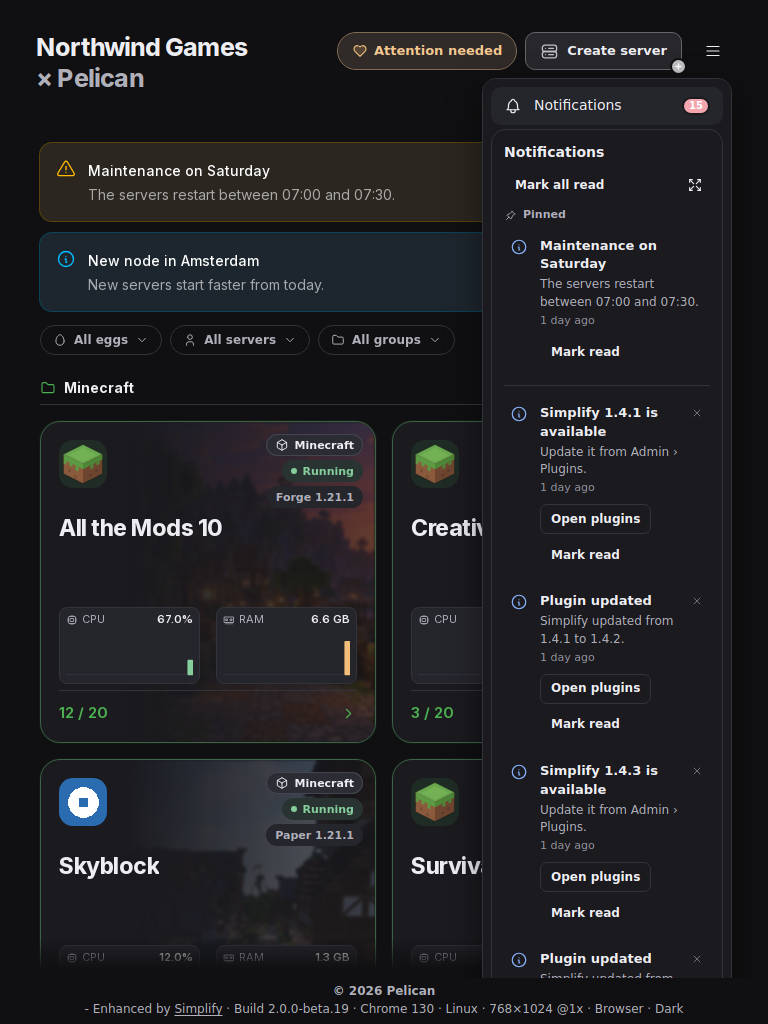 Northwind Games
× Pelican
Attention needed
Create server
Maintenance on Saturday
The servers restart between 07:00 and 07:30.
New node in Amsterdam
New servers start faster from today.
All eggs
All servers
All groups
Minecraft
Minecraft
Running
Forge 1.21.1
All the Mods 10
CPU
67.0%
RAM
6.6 GB
12 / 20
CPU
3 / 20
Minecraft
Running
Paper 1.21.1
Skyblock
CPU
12.0%
RAM
1.3 GB
CPU
Notifications
15
Notifications
Mark all read
Pinned
Maintenance on
Saturday
The servers restart
between 07:00 and 07:30.
1 day ago
Mark read
Simplify 1.4.1 is
available
Update it from Admin ›
Plugins.
1 day ago
Open plugins
Mark read
Plugin updated
Simplify updated from
1.4.1 to 1.4.2.
1 day ago
Open plugins
Mark read
Simplify 1.4.3 is
available
Update it from Admin ›
Plugins.
1 day ago
Open plugins
Mark read
Plugin updated
© 2026 Pelican
- Enhanced by Simplify · Build 2.0.0-beta.19 · Chrome 130 · Linux · 768×1024 @1x · Browser · Dark